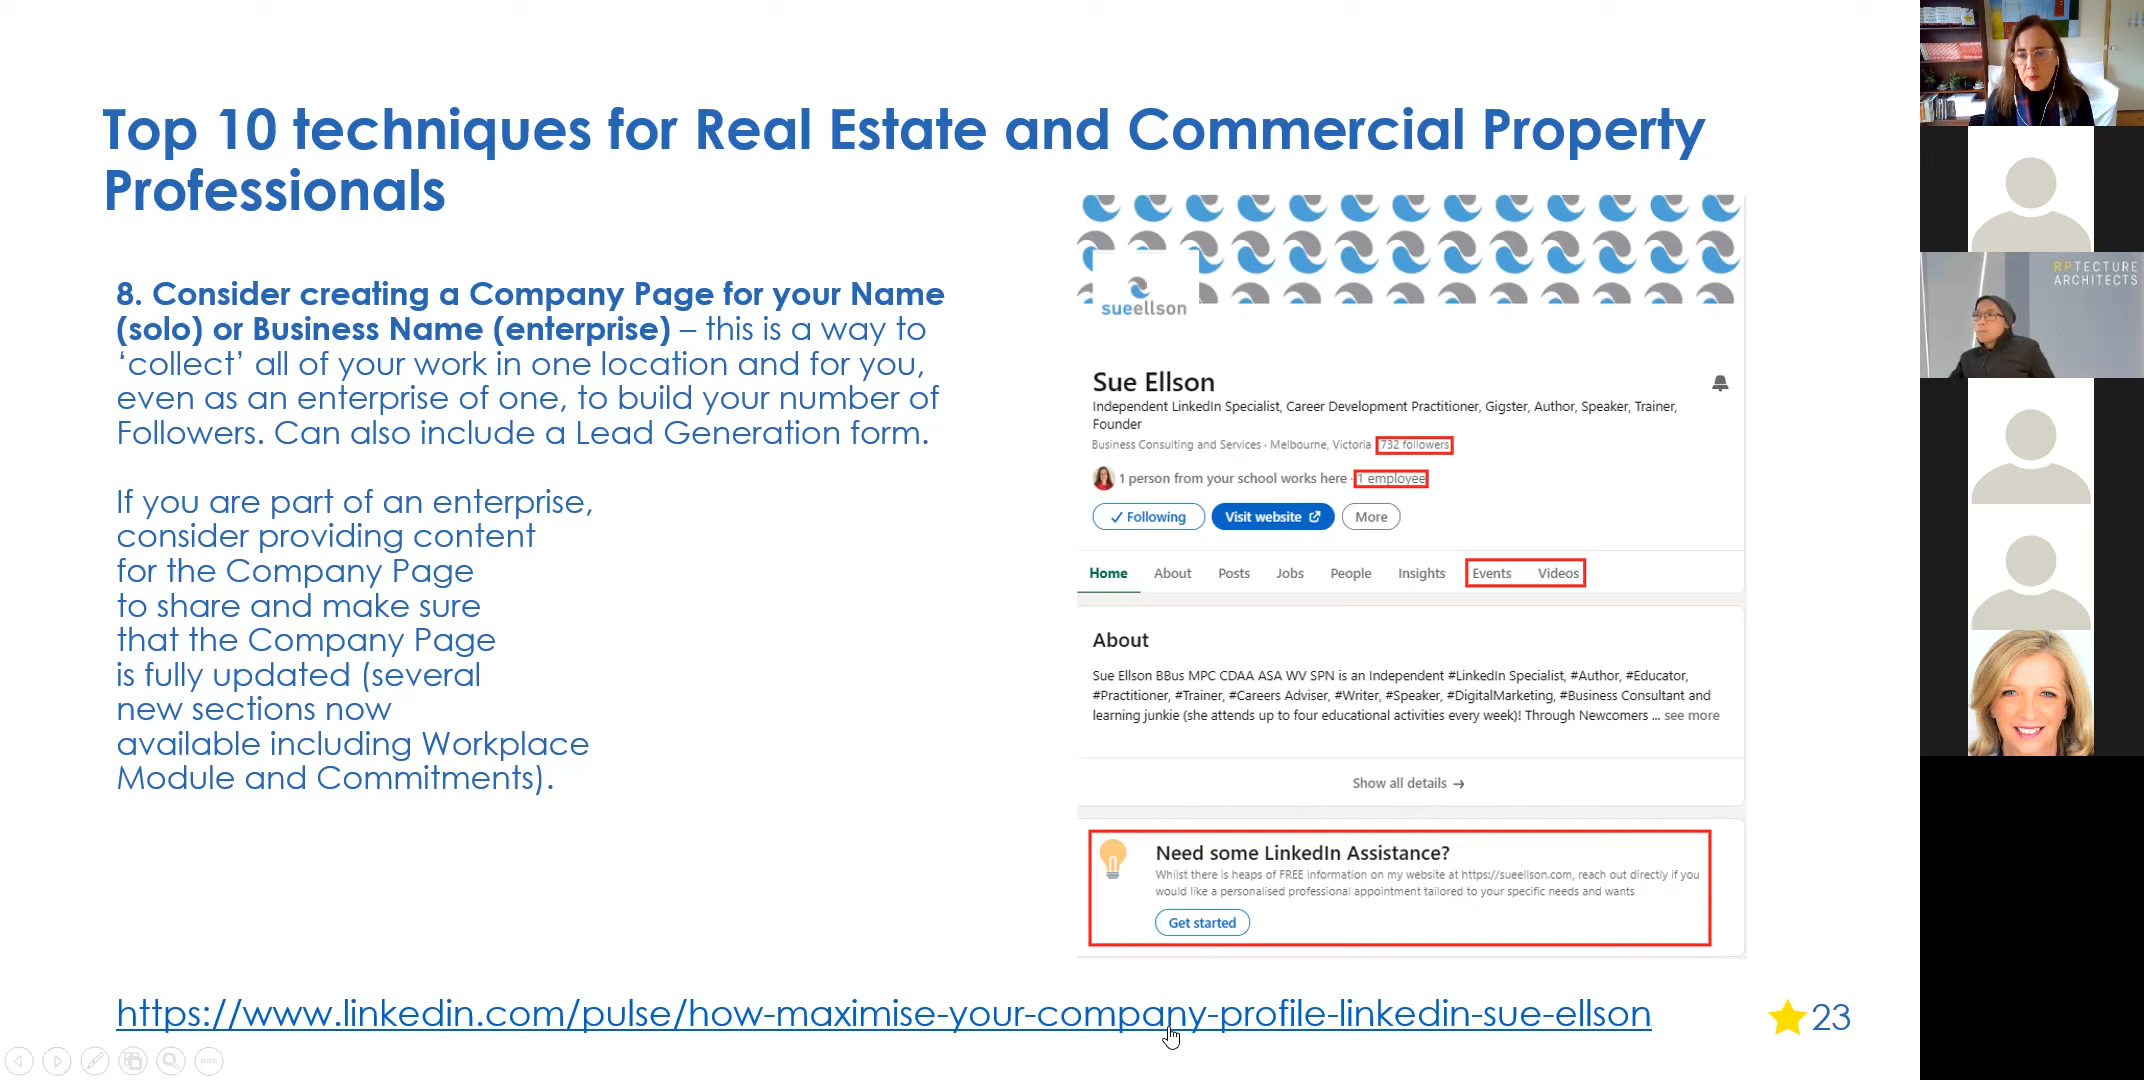 Top 10 techniques for Real Estate and Commercial Property
Professionals
8. Consider creating a Company Page for your Name
(solo) or Business Name (enterprise) – this is a way to
‘collect’ all of your work in one location and for you,
even as an enterprise of one, to build your number of
Followers. Can also include a Lead Generation form.
If you are part of an enterprise,
consider providing content
for the Company Page
to share and make sure
that the Company Page
is fully updated (several
new sections now
available including Workplace
Module and Commitments).
sueellson
Sue Ellson
Independent LinkedIn Specialist, Career Development Practitioner, Gigster, Author, Speaker, Trainer,
Founder
Business Consulting and Services · Melbourne, Victoria 732 followers
1 person from your school works here · 1 employee
✓ Following
Visit website
More
Home About Posts Jobs People Insights Events Videos
About
Sue Ellson BBus MPC CDAA ASA WV SPN is an Independent #LinkedIn Specialist, #Author, #Educator,
#Practitioner, #Trainer, #Careers Adviser, #Writer, #Speaker, #DigitalMarketing, #Business Consultant and
learning junkie (she attends up to four educational activities every week)! Through Newcomers ... see more
Show all details →
Need some LinkedIn Assistance?
Whilst there is heaps of FREE information on my website at https://sueellson.com, reach out directly if you
would like a personalised professional appointment tailored to your specific needs and wants
Get started
https://www.linkedin.com/pulse/how-maximise-your-company-profile-linkedin-sue-ellson
23
RPTECTURE
ARCHITECTS